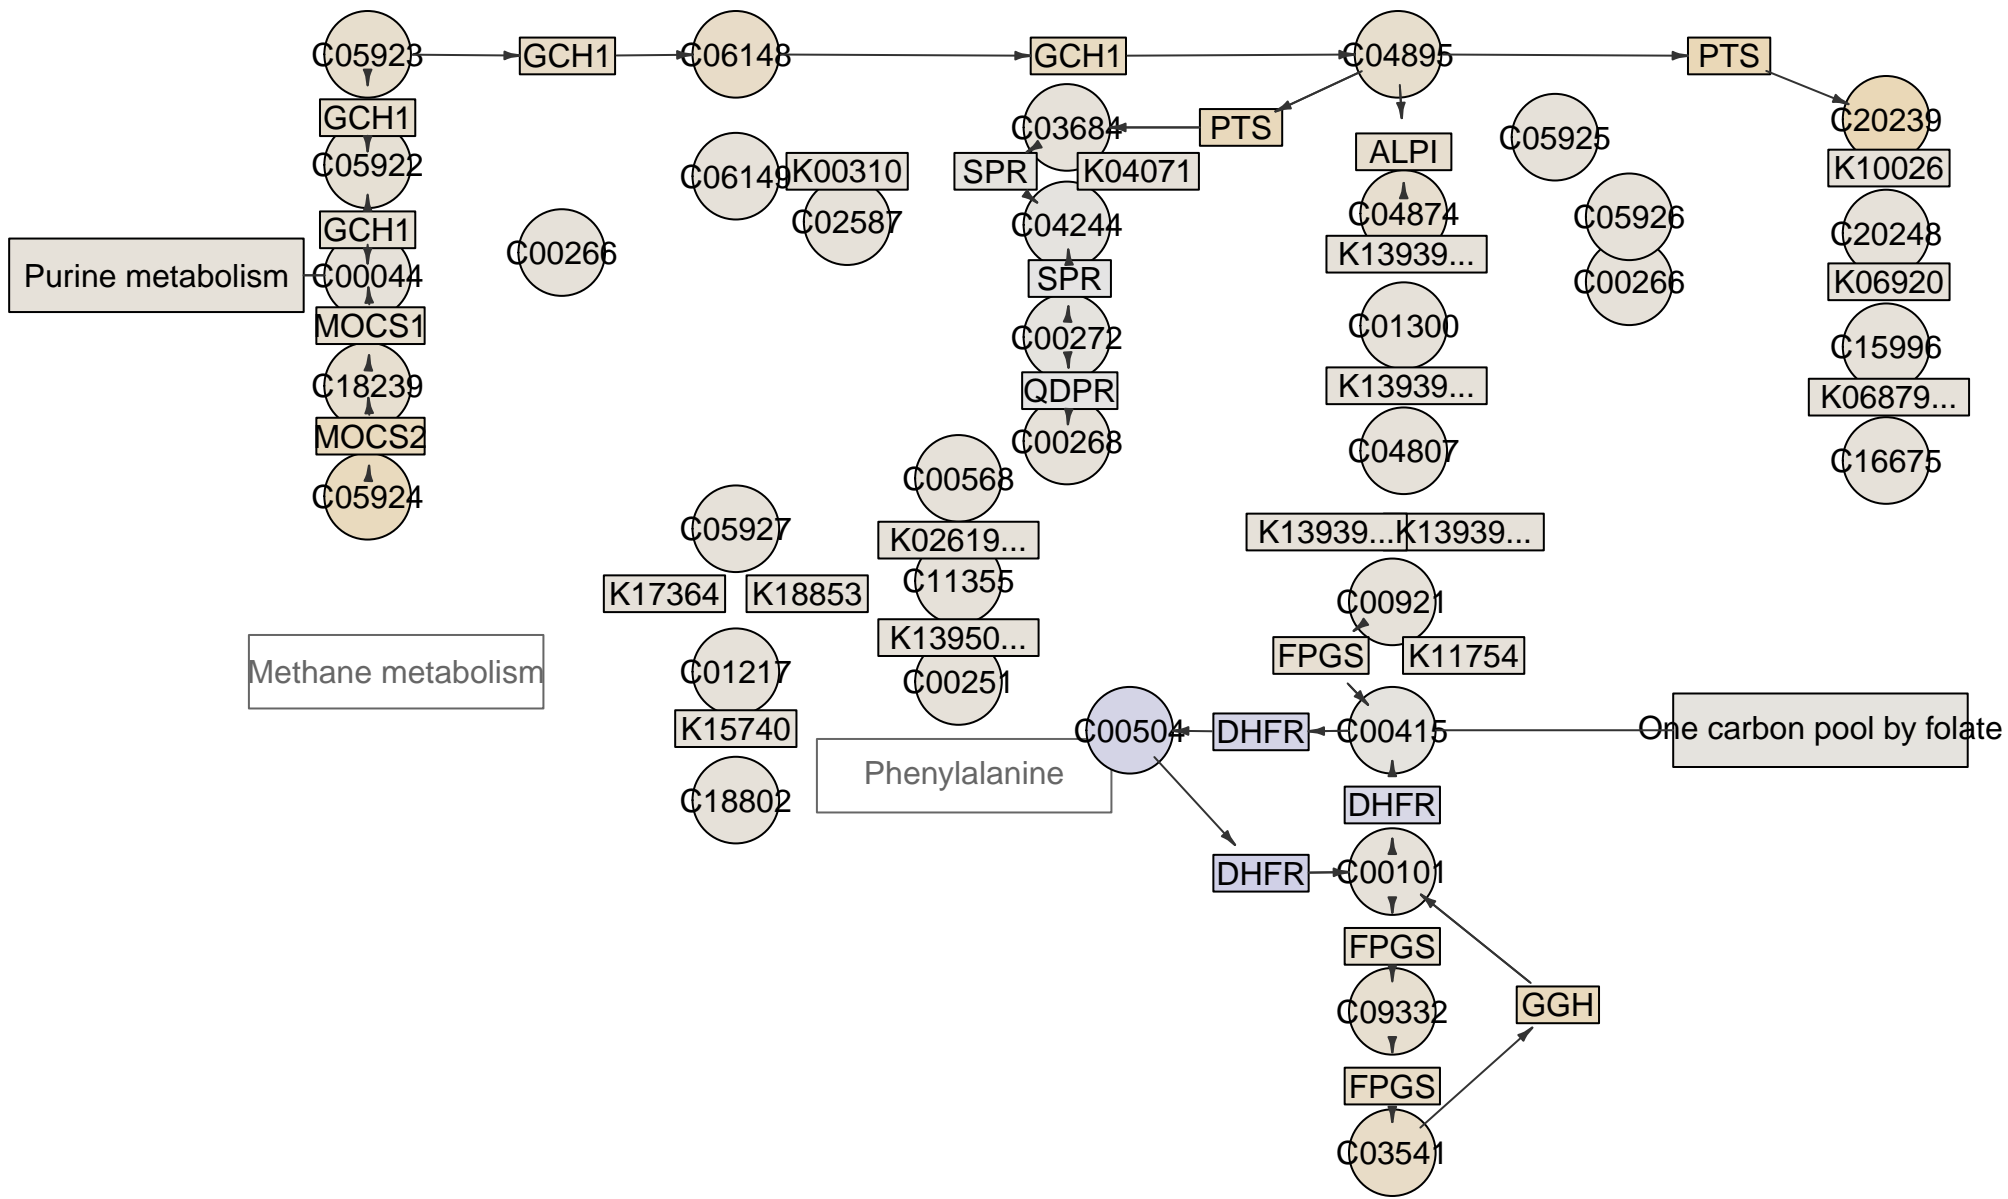 C05923
GCH1
C06148
GCH1
C04895
PTS
GCH1
C03684
PTS
C05925
C20239
C05922
C06149
K00310
SPR
K04071
ALPI
K10026
GCH1
C00266
C02587
C04244
C04874
C05926
C20248
Purine metabolism
C00044
SPR
K13939...
C00266
K06920
MOCS1
C00272
C01300
C15996
C18239
QDPR
K13939...
K06879...
MOCS2
C00268
C04807
C16675
C05924
C00568
C05927
K02619...
K13939...
K13939...
K17364
K18853
C11355
C00921
Methane metabolism
C01217
K13950...
FPGS
K11754
C00251
K15740
C00504
DHFR
C00415
One carbon pool by folate
Phenylalanine
C18802
DHFR
DHFR
C00101
FPGS
C09332
GGH
FPGS
C03541